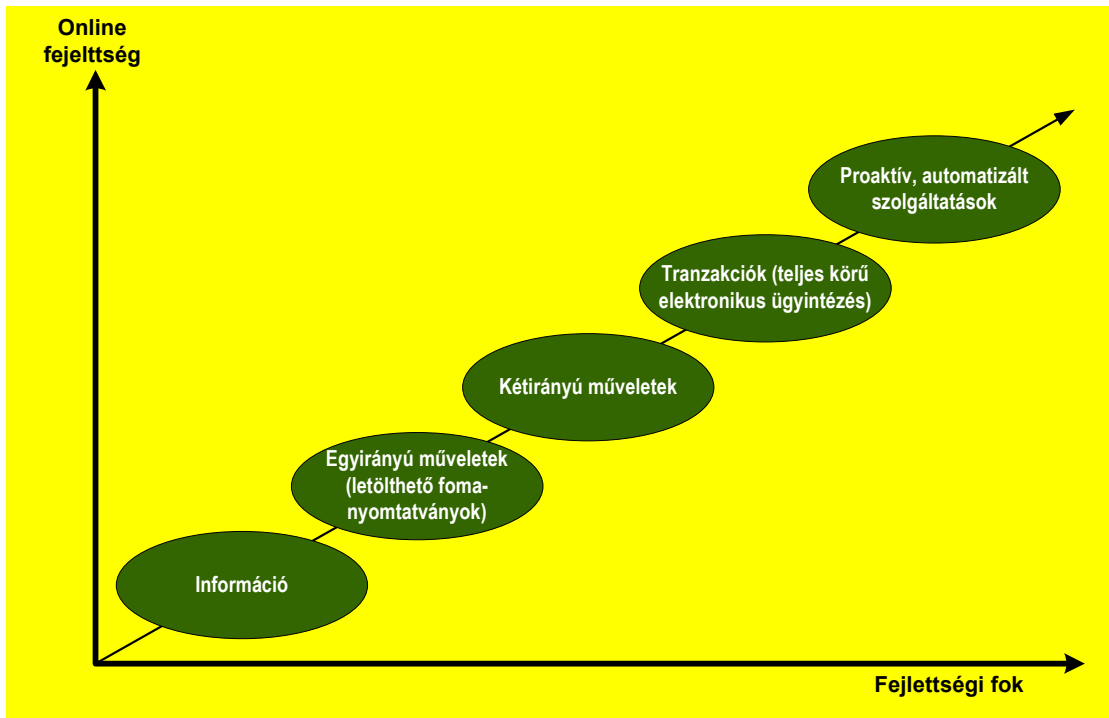 Online
fejelttség
Proaktív, automatizált
szolgáltatások
Tranzakciók (teljes körű
elektronikus ügyintézés)
Kétirányú műveletek
Egyirányú műveletek
(letölthető foma-
nyomtatványok)
Információ
Fejlettségi fok